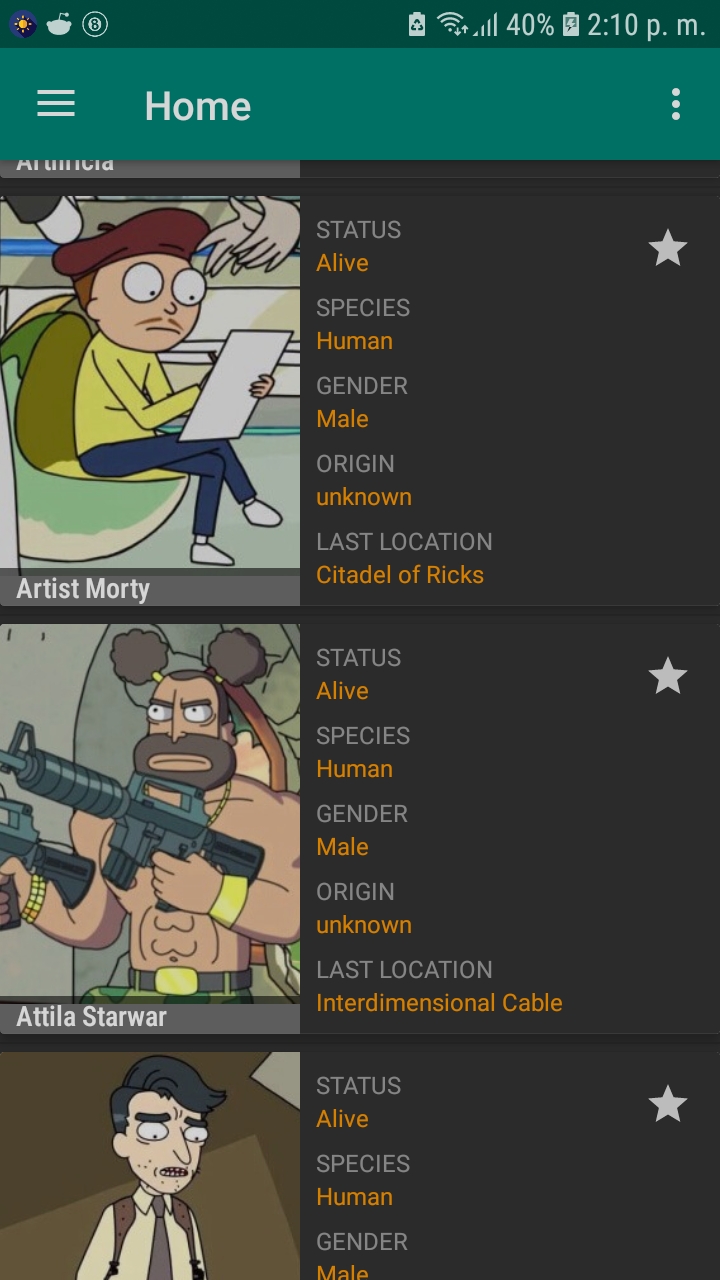 40% 2:10 p. m.
Home
Artificia
STATUS
Alive
SPECIES
Human
GENDER
Male
ORIGIN
unknown
LAST LOCATION
Citadel of Ricks
Artist Morty
STATUS
Alive
SPECIES
Human
GENDER
Male
ORIGIN
unknown
LAST LOCATION
Interdimensional Cable
Attila Starwar
STATUS
Alive
SPECIES
Human
GENDER
Male